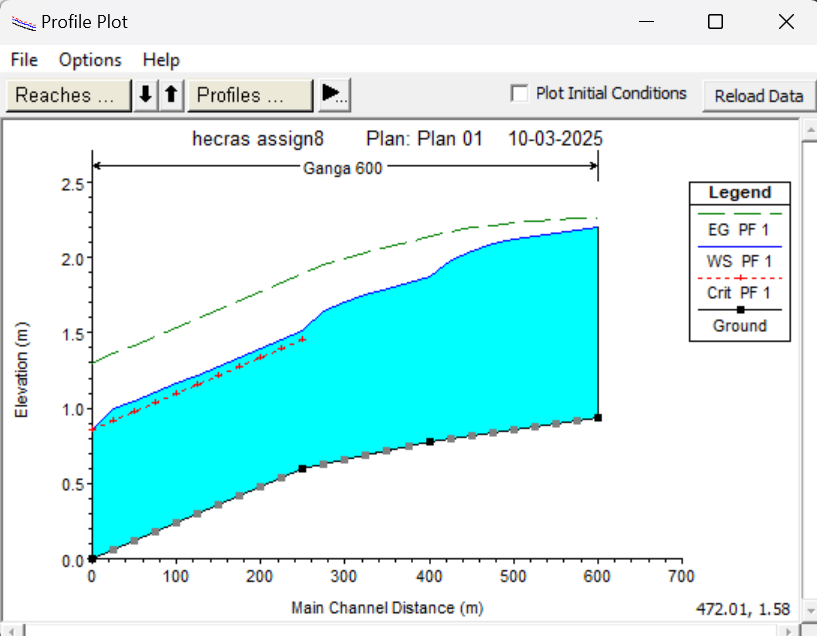 Profile Plot
File Options Help
Reaches ... Profiles ... ... Plot Initial Conditions Reload Data
hecras assign8 Plan: Plan 01 10-03-2025
Ganga 600
Legend
EG PF 1
WS PF 1
Crit PF 1
Ground
Elevation (m)
2.5
2.0
1.5
1.0
0.5
0.0
0 100 200 300 400 500 600 700
Main Channel Distance (m)
472.01, 1.58